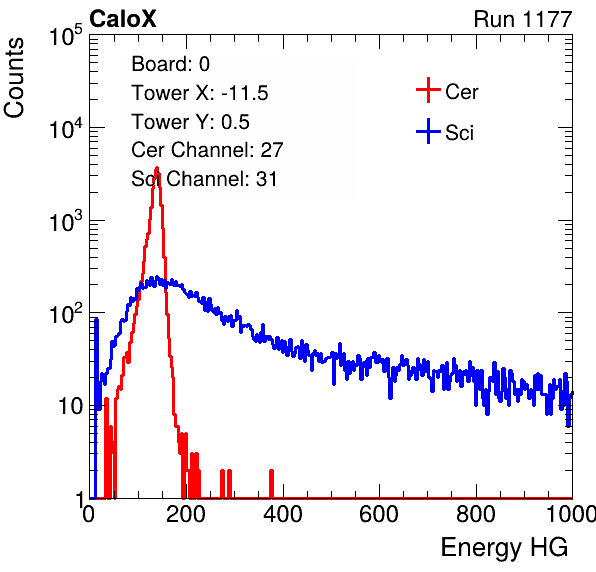 CaloX Run 1177
Counts
Board: 0
Tower X: -11.5
Tower Y: 0.5
Cer Channel: 27
Sci Channel: 31
Cer
Sci
10^5
10^4
10^3
10^2
10
1
0 200 400 600 800 1000
Energy HG